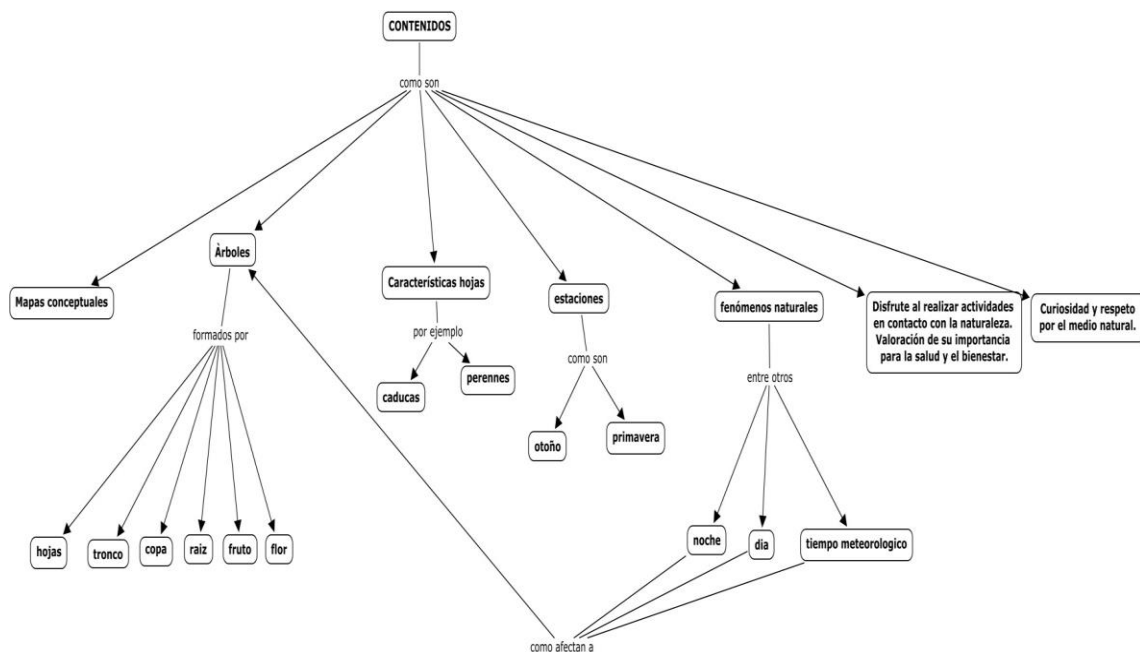 CONTENIDOS
como son
Àrboles
Mapas conceptuales
Características hojas
estaciones
fenómenos naturales
Disfrute al realizar actividades
en contacto con la naturaleza.
Valoración de su importancia
para la salud y el bienestar.
Curiosidad y respeto
por el medio natural.
formados por
por ejemplo
como son
entre otros
caducas
perennes
otoño
primavera
hojas
tronco
copa
raiz
fruto
flor
noche
dia
tiempo meteorologico
como afectan a